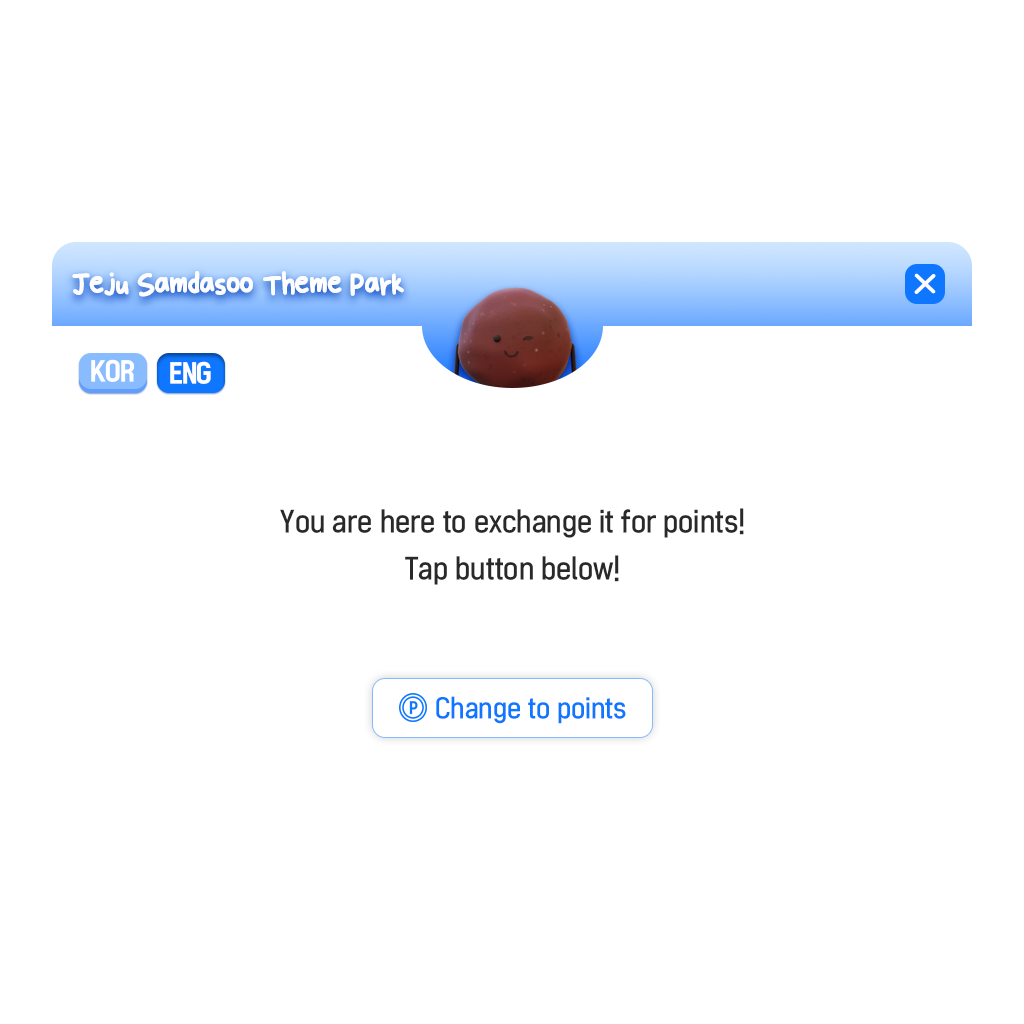 Jeju Samdasoo Theme Park
KOR ENG
You are here to exchange it for points!
Tap button below!
P Change to points